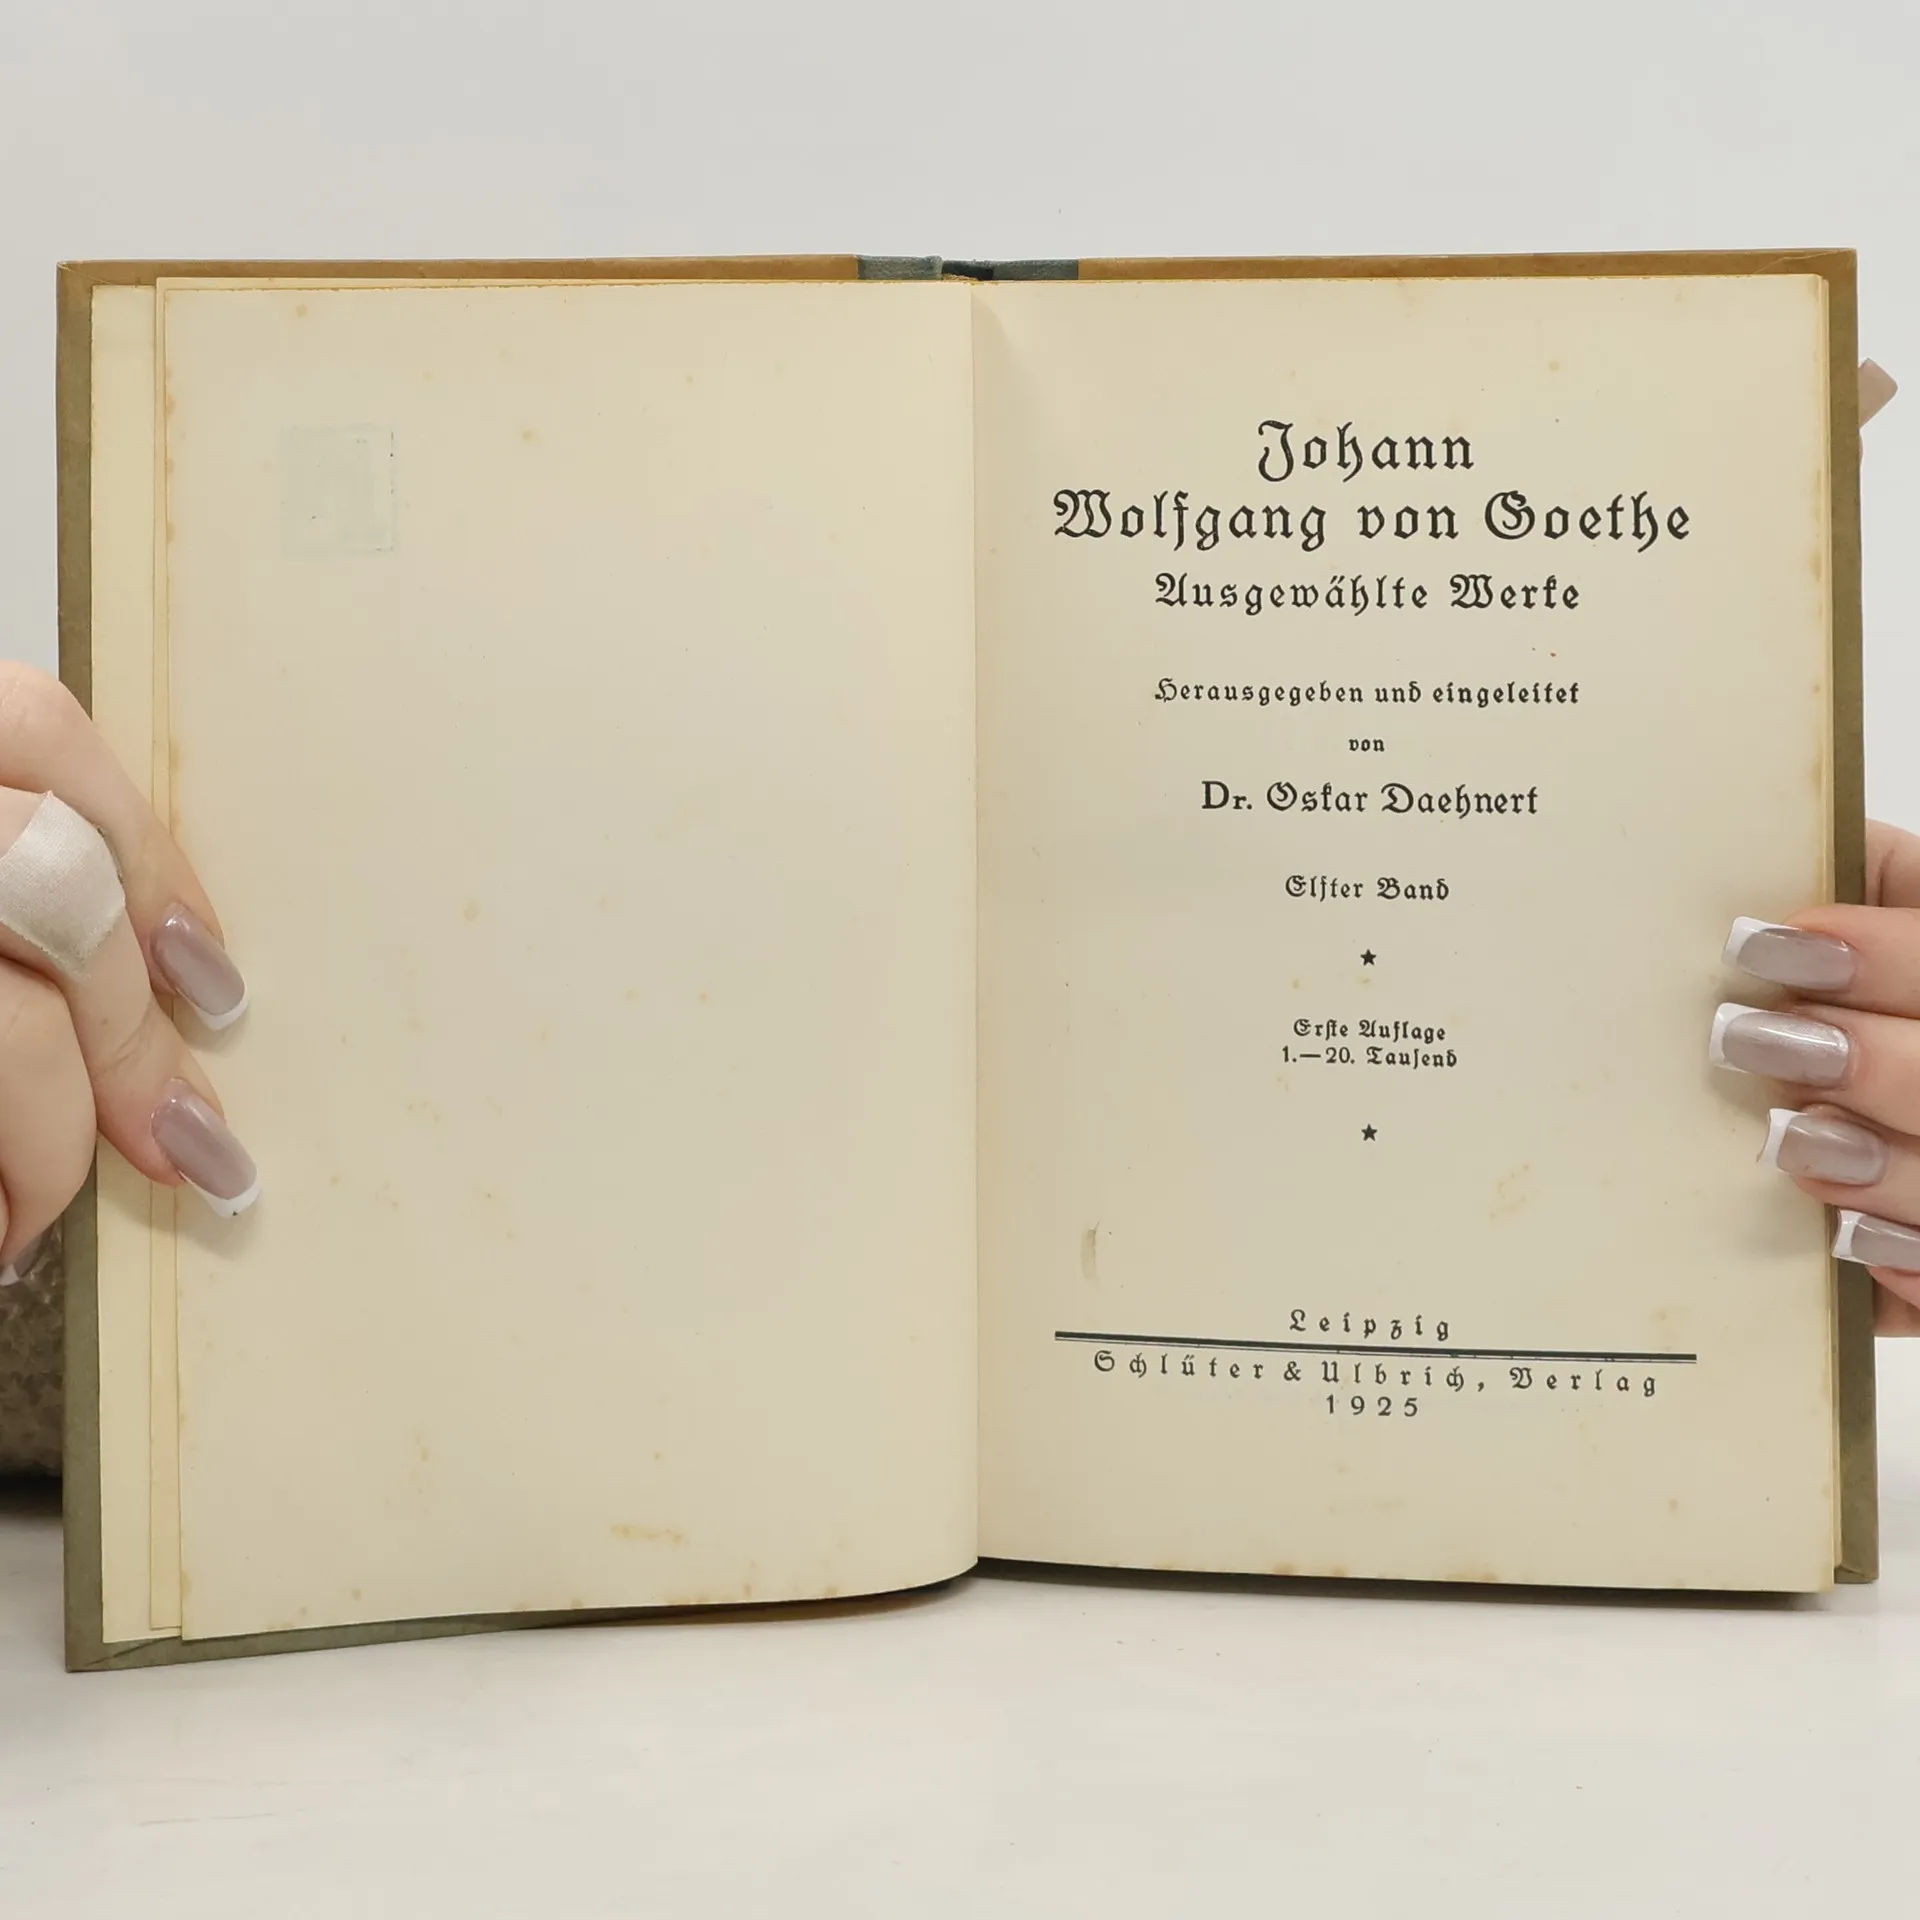 Johann
Wolfgang von Goethe
Ausgewählte Werke
Herausgegeben und eingeleitet
von
Dr. Oskar Daehnert
Elfter Band
★
Erste Auflage
1.—20. Tausend
★
Leipzig
Schlüter & Ulbrich, Verlag
1925